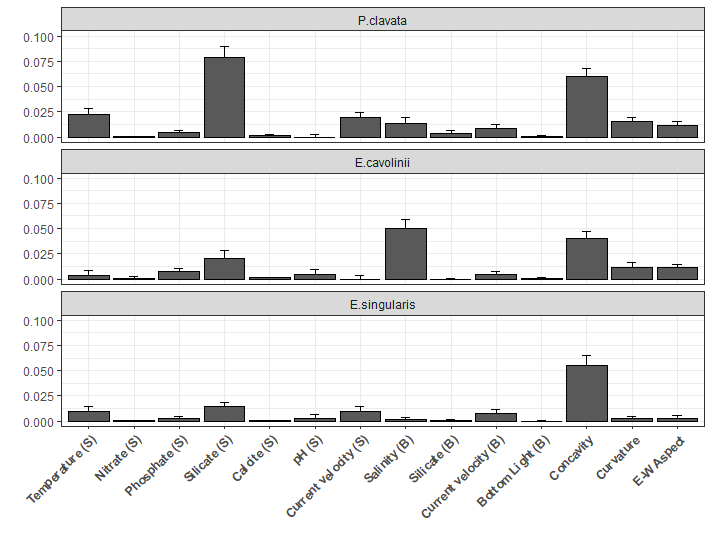 P.clavata
0.100
0.075
0.050
0.025
0.000
E.cavolinii
0.100
0.075
0.050
0.025
0.000
E.singularis
0.100
0.075
0.050
0.025
0.000
Temperature (S)
Nitrate (S)
Phosphate (S)
Silicate (S)
Calcite (S)
pH (S)
Current velocity (S)
Salinity (B)
Silicate (B)
Current velocity (B)
Bottom Light (B)
Concavity
Curvature
E-W Aspect